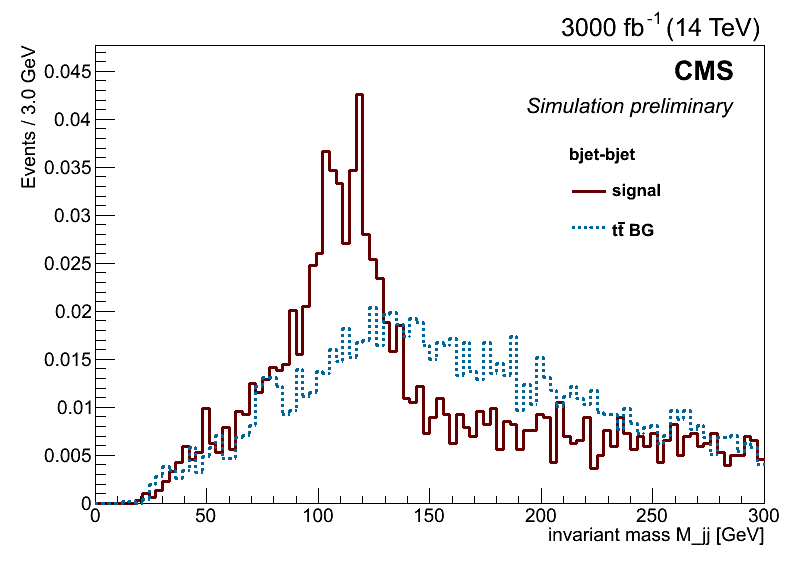 3000 fb-1 (14 TeV)
CMS
Simulation preliminary
bjet-bjet
signal
tt̄ BG
Events / 3.0 GeV
0.045
0.04
0.035
0.03
0.025
0.02
0.015
0.01
0.005
0
0 50 100 150 200 250 300
invariant mass M_jj [GeV]